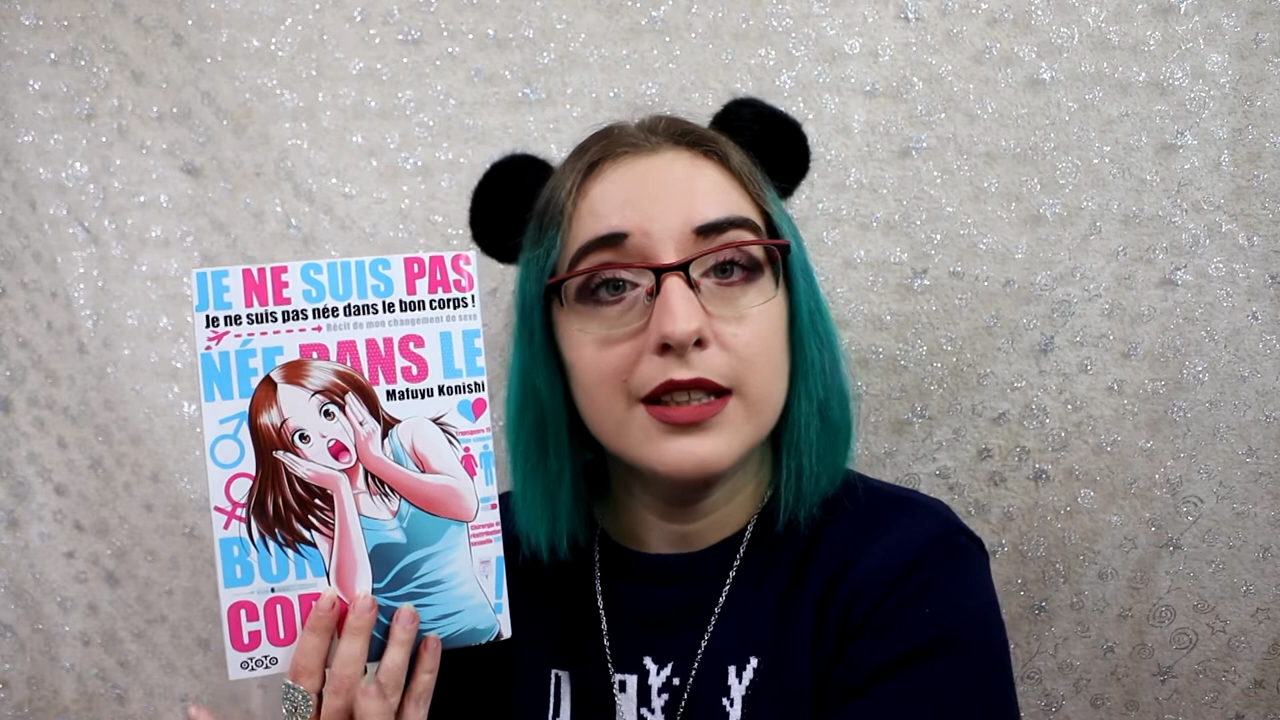 JE NE SUIS PAS
Je ne suis pas née dans le bon corps !
Récit de mon changement de sexe
NÉE DANS LE
Mafuyu Konishi
BON
COR
!